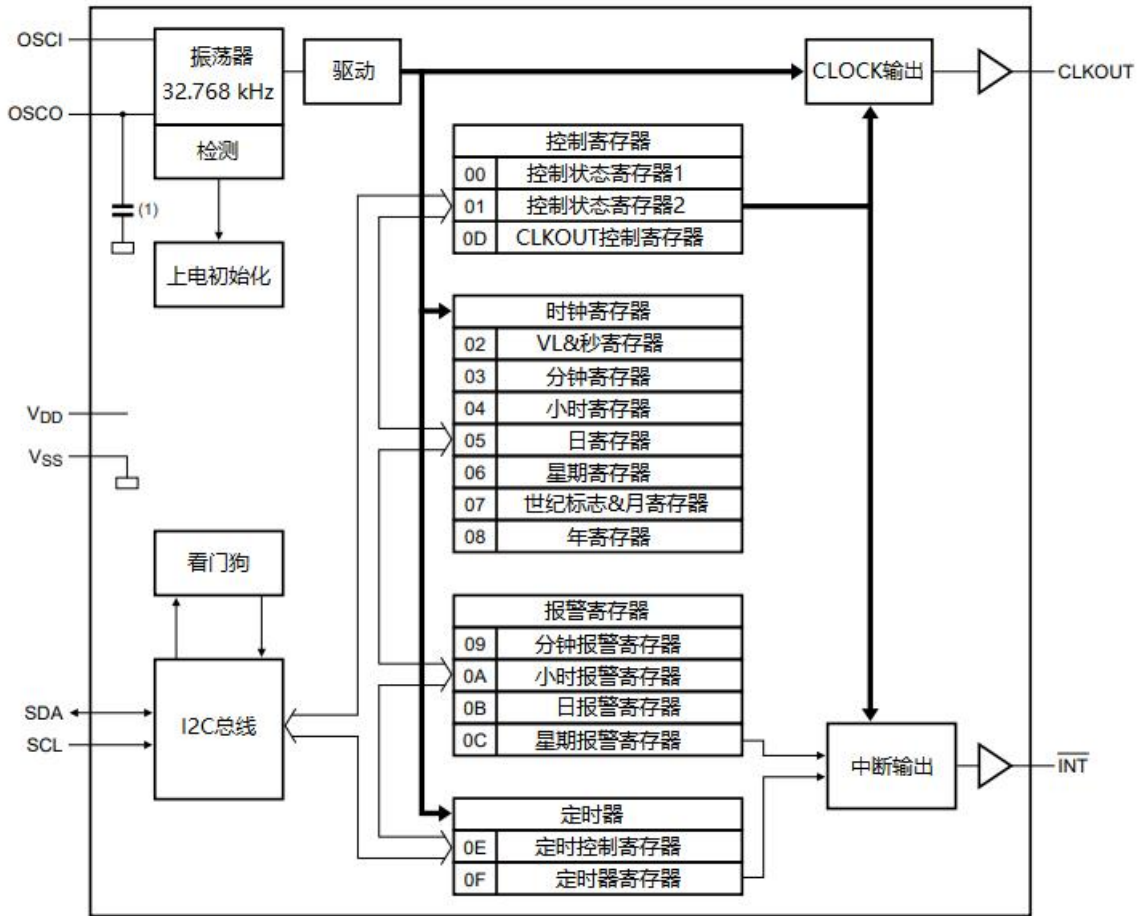 OSCI
OSCO
振荡器
32.768 kHz
检测
驱动
CLOCK输出
CLKOUT
(1)
上电初始化
控制寄存器
00 控制状态寄存器1
01 控制状态寄存器2
0D CLKOUT控制寄存器
时钟寄存器
02 VL&秒寄存器
03 分钟寄存器
04 小时寄存器
05 日寄存器
06 星期寄存器
07 世纪标志&月寄存器
08 年寄存器
VDD
VSS
看门狗
I2C总线
SDA
SCL
报警寄存器
09 分钟报警寄存器
0A 小时报警寄存器
0B 日报警寄存器
0C 星期报警寄存器
定时器
0E 定时控制寄存器
0F 定时器寄存器
中断输出
INT